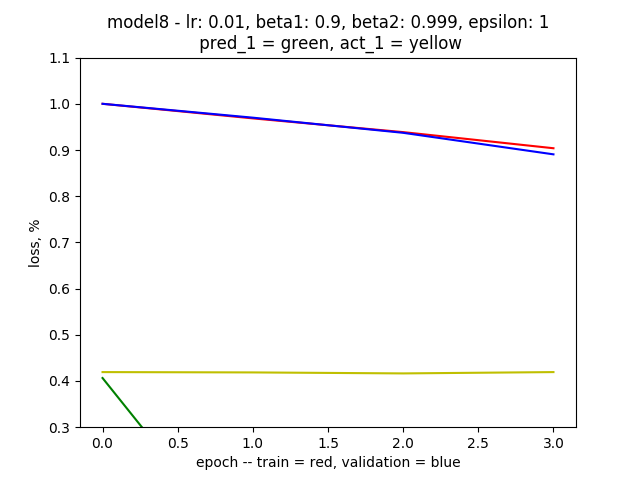 model8 - lr: 0.01, beta1: 0.9, beta2: 0.999, epsilon: 1
pred_1 = green, act_1 = yellow
1.1
1.0
0.9
0.8
0.7
0.6
0.5
0.4
0.3
loss, %
0.0 0.5 1.0 1.5 2.0 2.5 3.0
epoch -- train = red, validation = blue